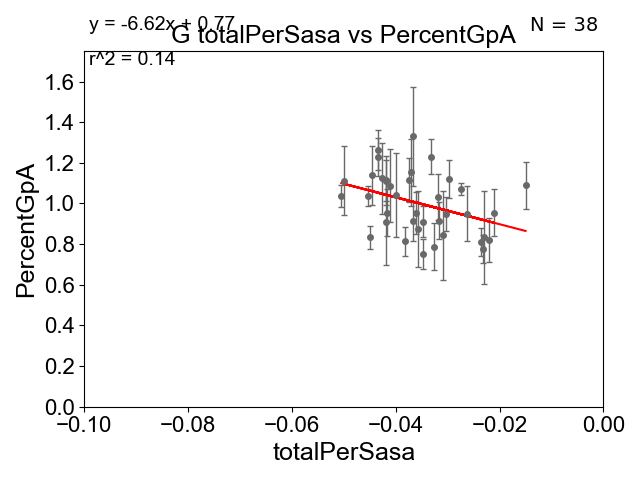 y = -6.62x + 0.77
N = 38
G totalPerSasa vs PercentGpA
r^2 = 0.14
PercentGpA
1.6
1.4
1.2
1.0
0.8
0.6
0.4
0.2
0.0
−0.10 −0.08 −0.06 −0.04 −0.02 0.00
totalPerSasa